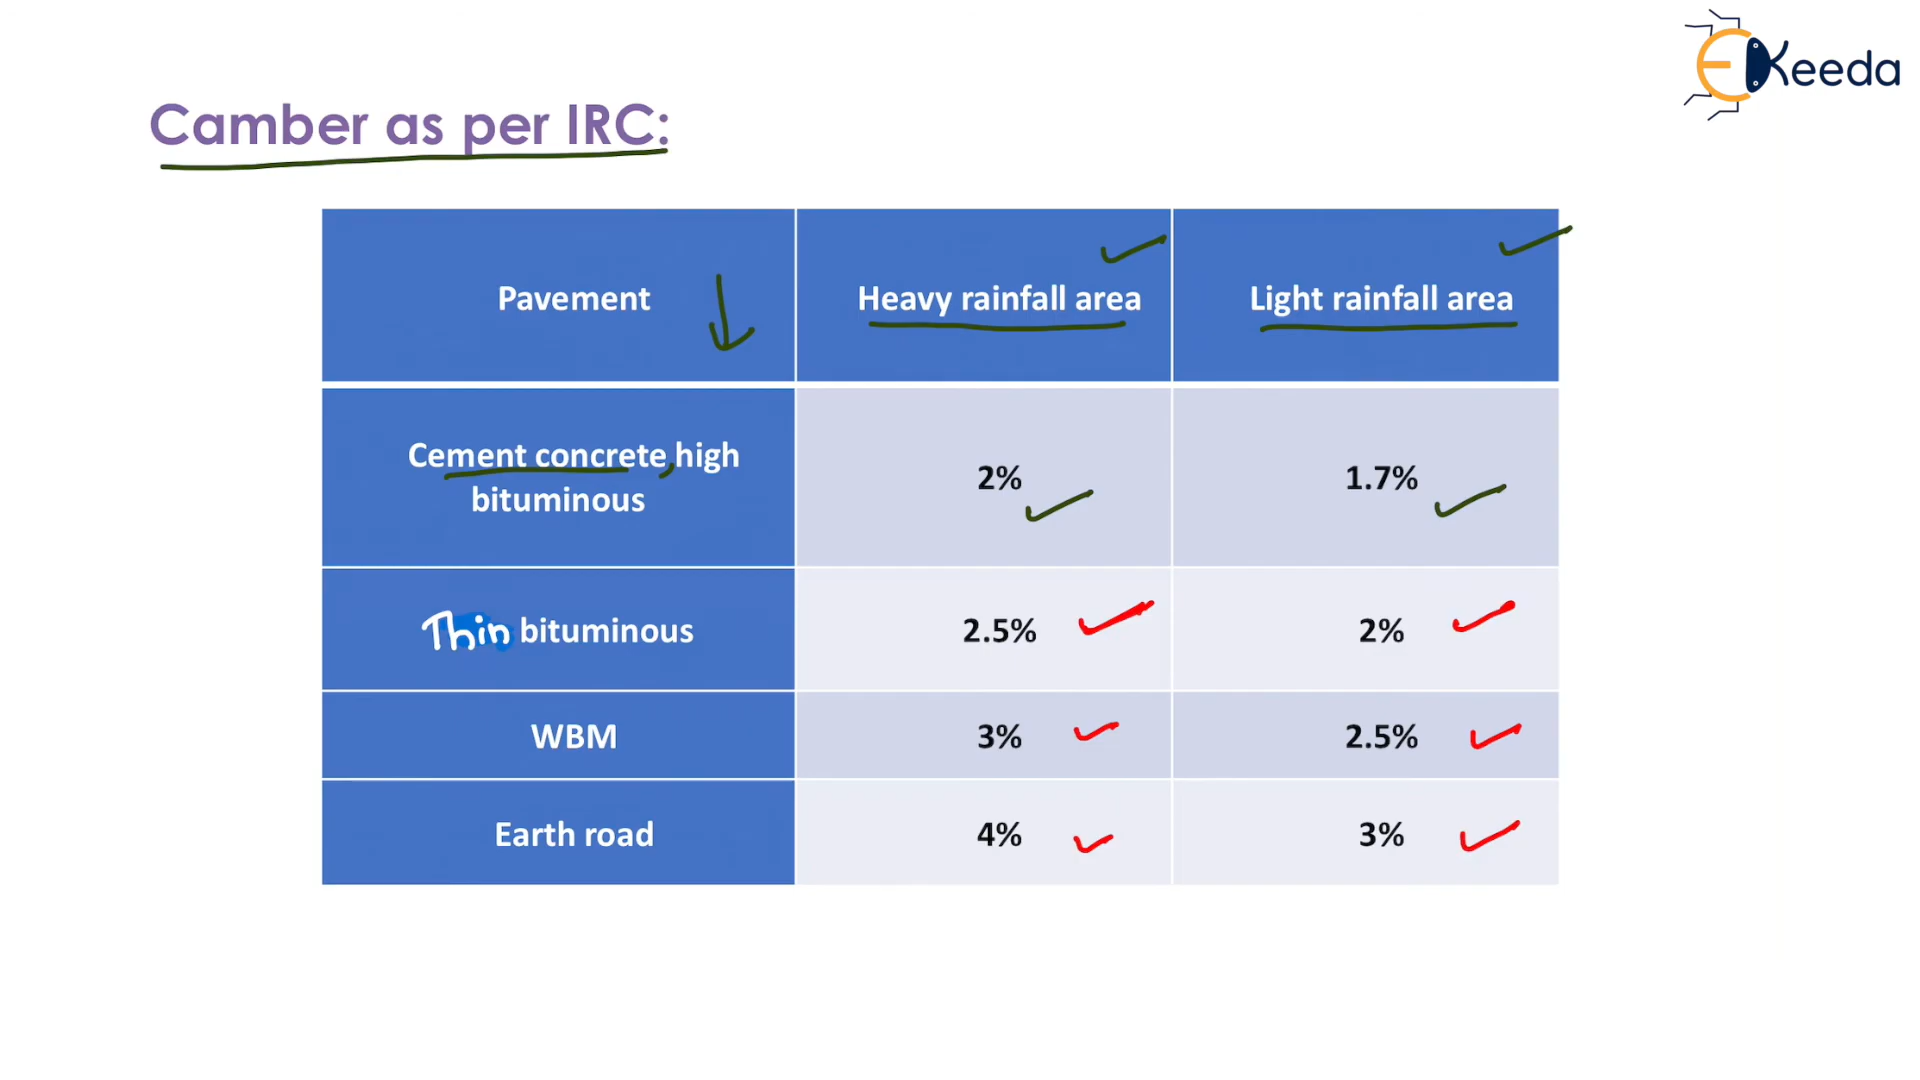 EKeeda
Camber as per IRC:
Pavement Heavy rainfall area Light rainfall area
Cement concrete, high
bituminous 2% 1.7%
Thin bituminous 2.5% 2%
WBM 3% 2.5%
Earth road 4% 3%